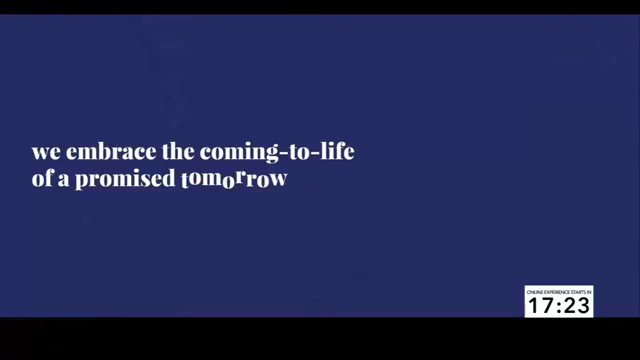 we embrace the coming-to-life
of a promised tomorrow
ONLINE EXPERIENCE STARTS IN
17:23